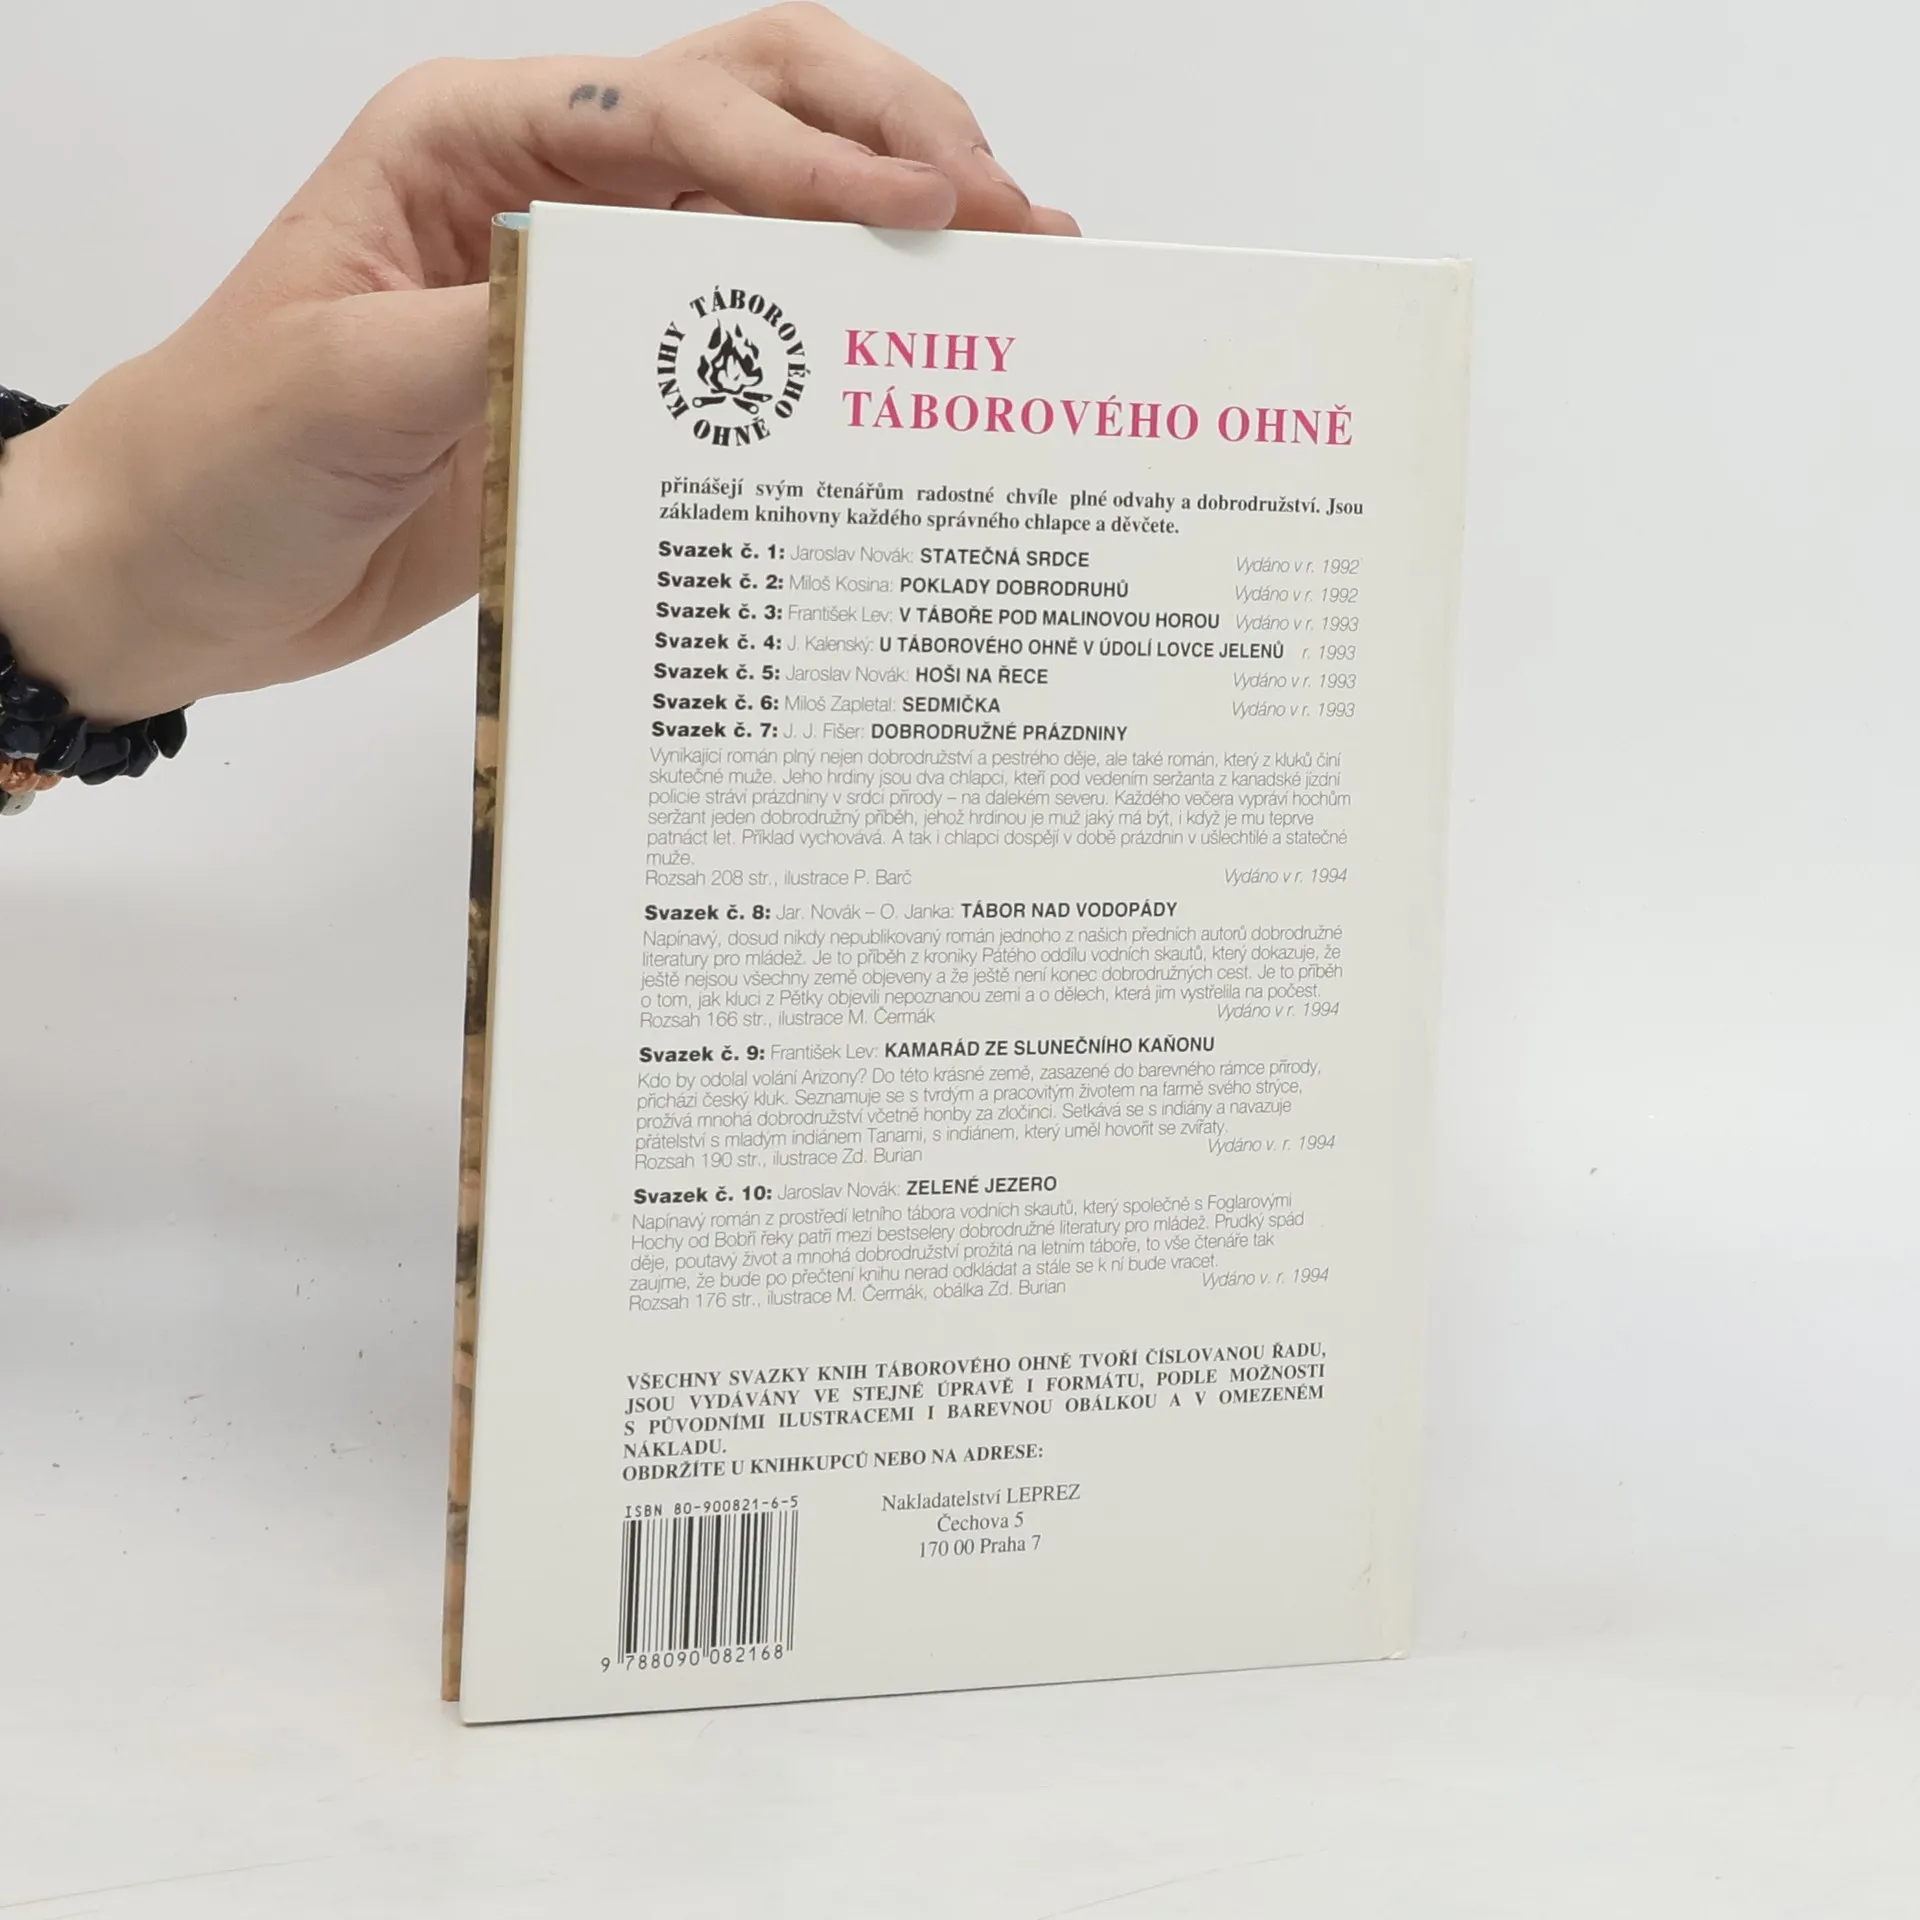 KNIHY TÁBOROVÉHO OHNĚ
KNIHY
TÁBOROVÉHO OHNĚ
přinášejí svým čtenářům radostné chvíle plné odvahy a dobrodružství. Jsou
základem knihovny každého správného chlapce a děvčete.
Svazek č. 1: Jaroslav Novák: STATEČNÁ SRDCE Vydáno v r. 1992
Svazek č. 2: Miloš Kosina: POKLADY DOBRODRUHŮ Vydáno v r. 1992
Svazek č. 3: František Lev: V TÁBOŘE POD MALINOVOU HOROU Vydáno v r. 1993
Svazek č. 4: J. Kalenský: U TÁBOROVÉHO OHNĚ V ÚDOLÍ LOVCE JELENŮ r. 1993
Svazek č. 5: Jaroslav Novák: HOŠI NA ŘECE Vydáno v r. 1993
Svazek č. 6: Miloš Zapletal: SEDMIČKA Vydáno v r. 1993
Svazek č. 7: J. J. Fišer: DOBRODRUŽNÉ PRÁZDNINY
Vynikající román plný nejen dobrodružství a pestrého děje, ale také román, který z kluků činí
skutečné muže. Jeho hrdiny jsou dva chlapci, kteří pod vedením seržanta z kanadské jízdní
policie stráví prázdniny v srdci přírody – na dalekém severu. Každého večera vypráví hochům
seržant jeden dobrodružný příběh, jehož hrdinou je muž jaký má být, i když je mu teprve
patnáct let. Příklad vychovává. A tak i chlapci dospějí v době prázdnin v ušlechtilé a statečné
muže.
Rozsah 208 str., ilustrace P. Barč Vydáno v r. 1994
Svazek č. 8: Jar. Novák – O. Janka: TÁBOR NAD VODOPÁDY
Napínavý, dosud nikdy nepublikovaný román jednoho z našich předních autorů dobrodružné
literatury pro mládež. Je to příběh z kroniky Pátého oddílu vodních skautů, který dokazuje, že
ještě nejsou všechny země objeveny a že ještě není konec dobrodružných cest. Je to příběh
o tom, jak kluci z Pětky objevili nepoznanou zemi a o dělech, která jim vystřelila na počest.
Rozsah 166 str., ilustrace M. Čermák Vydáno v r. 1994
Svazek č. 9: František Lev: KAMARÁD ZE SLUNEČNÍHO KAŇONU
Kdo by odolal volání Arizony? Do této krásné země, zasazené do barevného rámce přírody,
přichází český kluk. Seznamuje se s tvrdým a pracovitým životem na farmě svého strýce,
prožívá mnohá dobrodružství včetně honby za zločinci. Setkává se s indiány a navazuje
přátelství s mladým indiánem Tanami, s indiánem, který uměl hovořit se zvířaty.
Rozsah 190 str., ilustrace Zd. Burian Vydáno v. r. 1994
Svazek č. 10: Jaroslav Novák: ZELENÉ JEZERO
Napínavý román z prostředí letního tábora vodních skautů, který společně s Foglarovými
Hochy od Bobří řeky patří mezi bestselery dobrodružné literatury pro mládež. Prudký spád
děje, poutavý život a mnohá dobrodružství prožitá na letním táboře, to vše čtenáře tak
zaujme, že bude po přečtení knihu nerad odkládat a stále se k ní bude vracet.
Rozsah 176 str., ilustrace M. Čermák, obálka Zd. Burian Vydáno v. r. 1994
VŠECHNY SVAZKY KNIH TÁBOROVÉHO OHNĚ TVOŘÍ ČÍSLOVANOU ŘADU,
JSOU VYDÁVÁNY VE STEJNÉ ÚPRAVĚ I FORMÁTU, PODLE MOŽNOSTI
S PŮVODNÍMI ILUSTRACEMI I BAREVNOU OBÁLKOU A V OMEZENÉM
NÁKLADU.
OBDRŽÍTE U KNIHKUPCŮ NEBO NA ADRESE:
Nakladatelství LEPREZ
Čechova 5
170 00 Praha 7
ISBN 80-900821-6-5
9 788090 082168